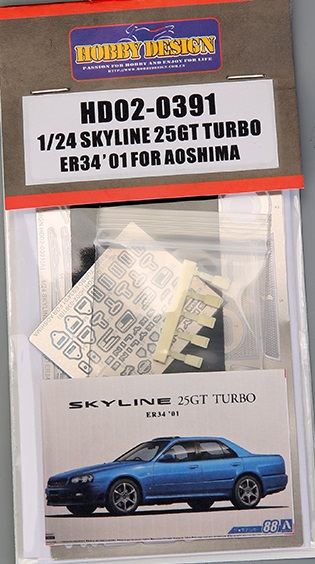 HOBBY DESIGN
PASSION FOR HOBBY AND ENJOY FOR LIFE
HD02-0391
1/24 SKYLINE 25GT TURBO
ER34'01 FOR AOSHIMA
SKYLINE 25GT TURBO
ER34 '01
88